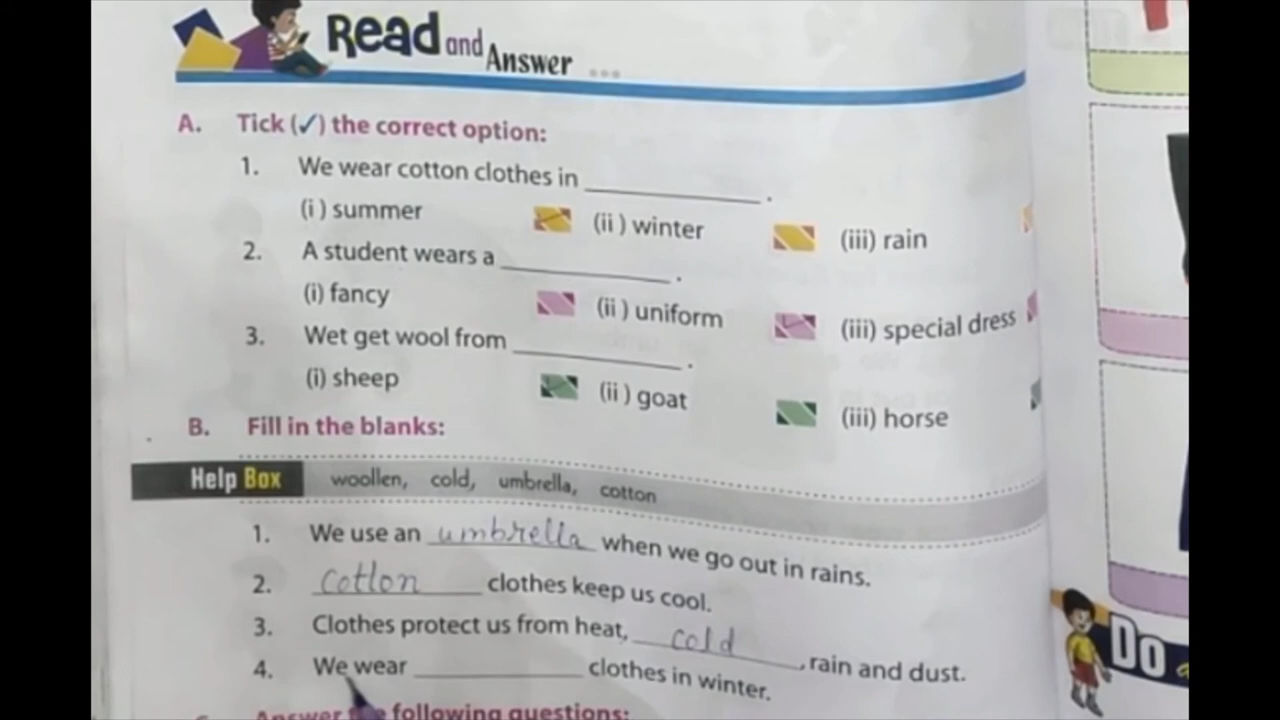 Read and Answer ...
A. Tick (✓) the correct option:
1. We wear cotton clothes in ____________ .
(i ) summer (ii ) winter (iii) rain
2. A student wears a ____________ .
(i) fancy (ii ) uniform (iii) special dress
3. Wet get wool from ____________ .
(i) sheep (ii ) goat (iii) horse
B. Fill in the blanks:
Help Box woollen, cold, umbrella, cotton
1. We use an umbrella when we go out in rains.
2. cotton clothes keep us cool.
3. Clothes protect us from heat, cold , rain and dust.
4. We wear ____________ clothes in winter.
Answer the following questions:
Do